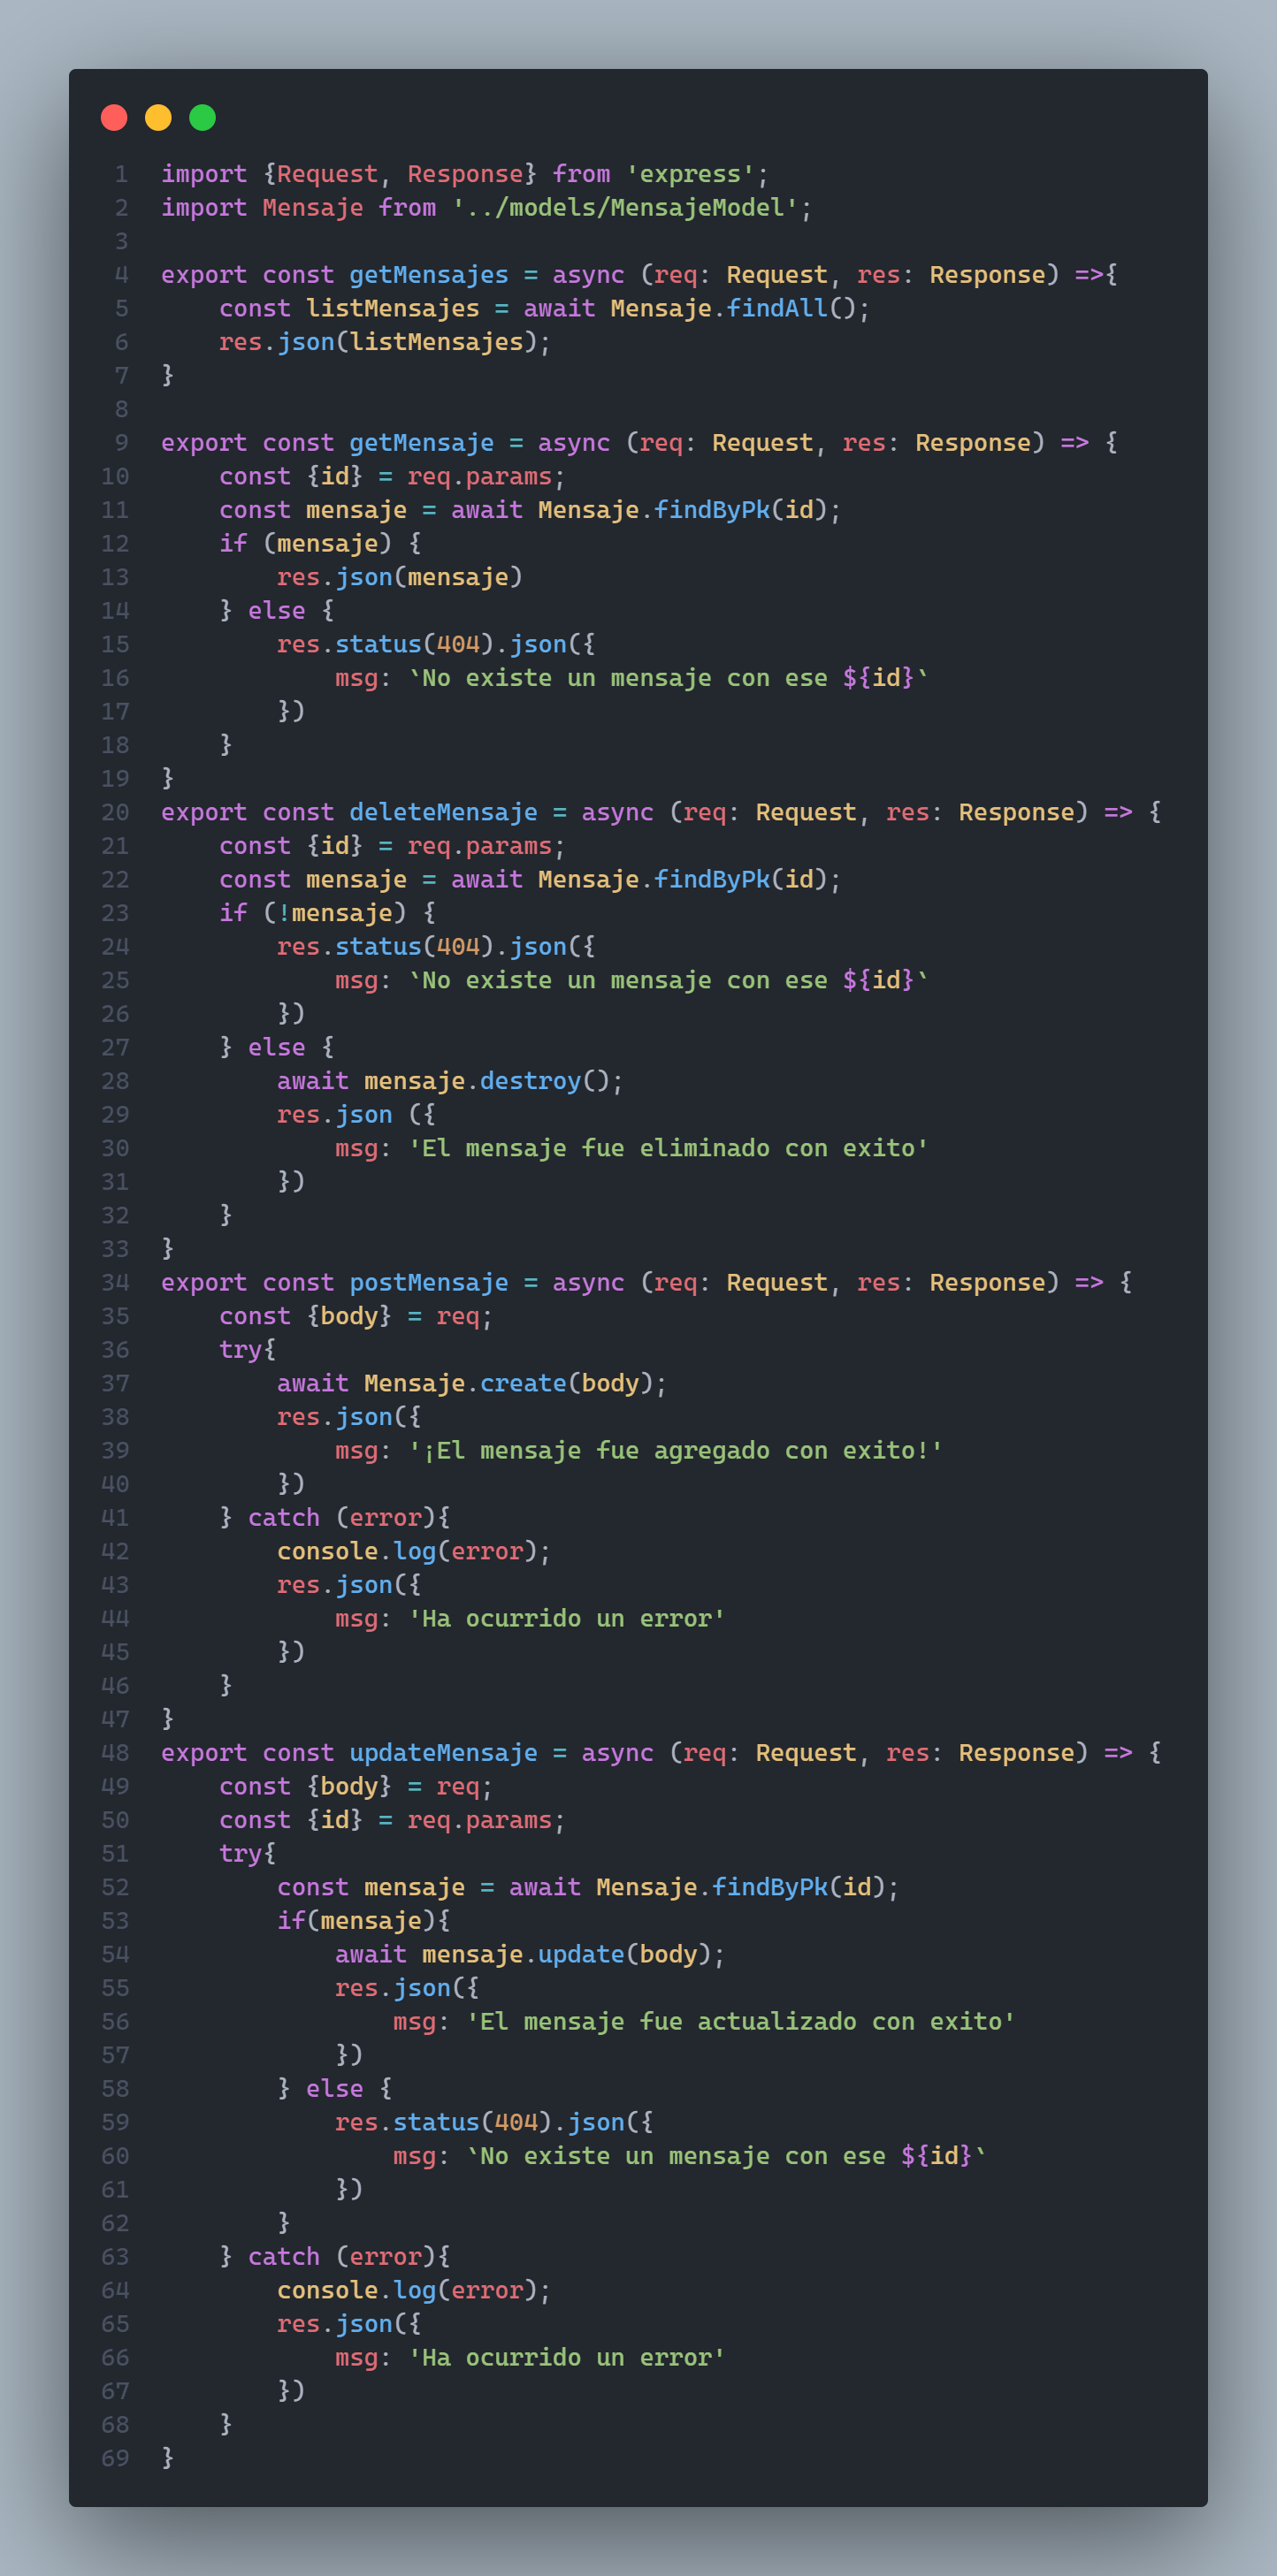 1 import {Request, Response} from 'express';
2 import Mensaje from '../models/MensajeModel';
3
4 export const getMensajes = async (req: Request, res: Response) =>{
5     const listMensajes = await Mensaje.findAll();
6     res.json(listMensajes);
7 }
8
9 export const getMensaje = async (req: Request, res: Response) => {
10     const {id} = req.params;
11     const mensaje = await Mensaje.findByPk(id);
12     if (mensaje) {
13         res.json(mensaje)
14     } else {
15         res.status(404).json({
16             msg: `No existe un mensaje con ese ${id}`
17         })
18     }
19 }
20 export const deleteMensaje = async (req: Request, res: Response) => {
21     const {id} = req.params;
22     const mensaje = await Mensaje.findByPk(id);
23     if (!mensaje) {
24         res.status(404).json({
25             msg: `No existe un mensaje con ese ${id}`
26         })
27     } else {
28         await mensaje.destroy();
29         res.json ({
30             msg: 'El mensaje fue eliminado con exito'
31         })
32     }
33 }
34 export const postMensaje = async (req: Request, res: Response) => {
35     const {body} = req;
36     try{
37         await Mensaje.create(body);
38         res.json({
39             msg: '¡El mensaje fue agregado con exito!'
40         })
41     } catch (error){
42         console.log(error);
43         res.json({
44             msg: 'Ha ocurrido un error'
45         })
46     }
47 }
48 export const updateMensaje = async (req: Request, res: Response) => {
49     const {body} = req;
50     const {id} = req.params;
51     try{
52         const mensaje = await Mensaje.findByPk(id);
53         if(mensaje){
54             await mensaje.update(body);
55             res.json({
56                 msg: 'El mensaje fue actualizado con exito'
57             })
58         } else {
59             res.status(404).json({
60                 msg: `No existe un mensaje con ese ${id}`
61             })
62         }
63     } catch (error){
64         console.log(error);
65         res.json({
66             msg: 'Ha ocurrido un error'
67         })
68     }
69 }